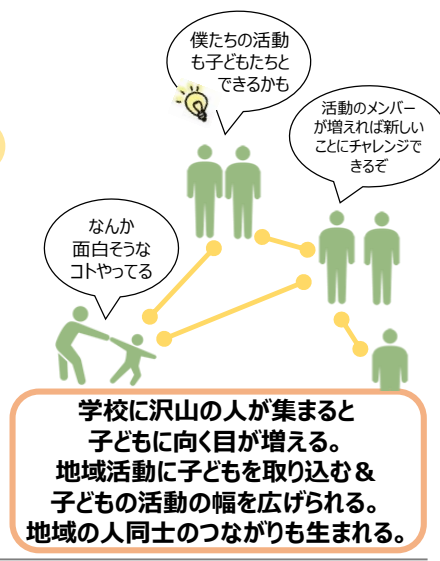 僕たちの活動
も子どもたちと
できるかも
活動のメンバー
が増えれば新しい
ことにチャレンジで
きるぞ
なんか
面白そうな
コトやってる
学校に沢山の人が集まると
子どもに向く目が増える。
地域活動に子どもを取り込む&
子どもの活動の幅を広げられる。
地域の人同士のつながりも生まれる。